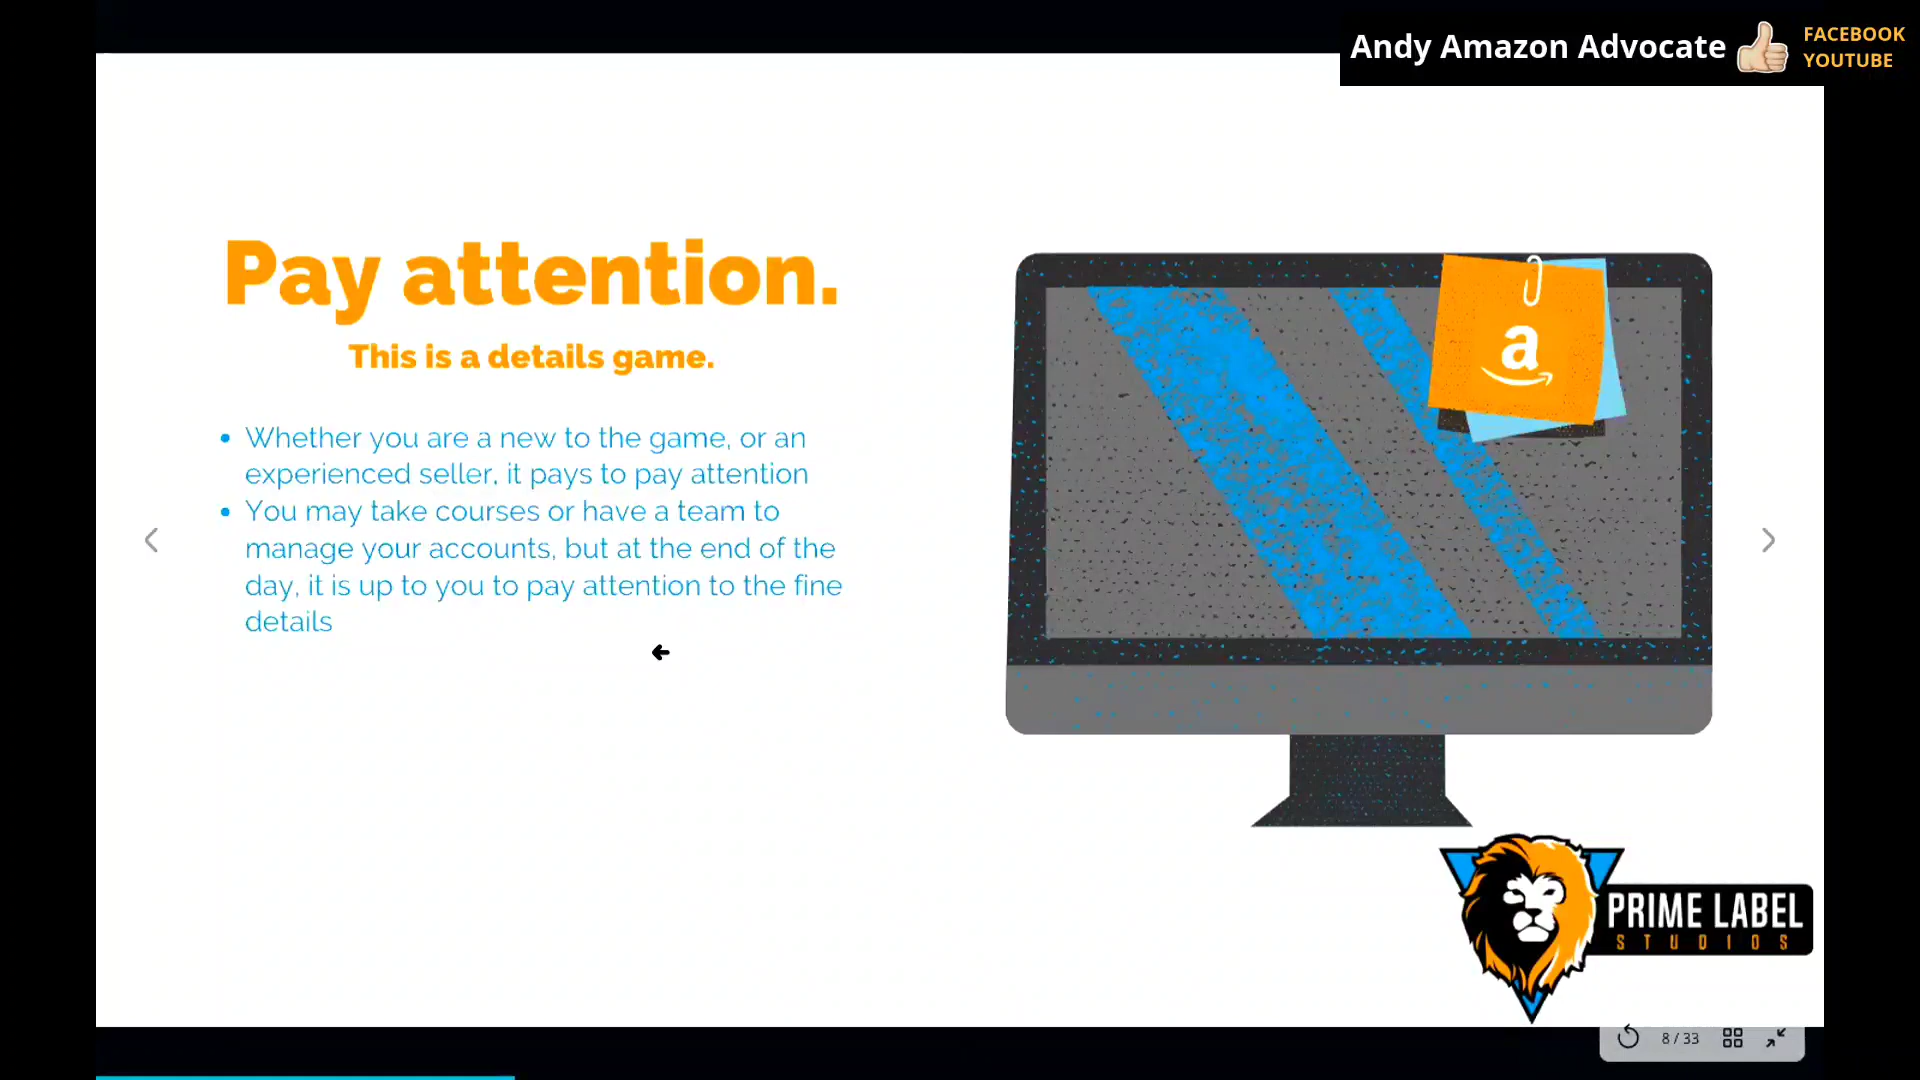 Andy Amazon Advocate
FACEBOOK
YOUTUBE
Pay attention.
This is a details game.
Whether you are a new to the game, or an
experienced seller, it pays to pay attention
You may take courses or have a team to
manage your accounts, but at the end of the
day, it is up to you to pay attention to the fine
details
a
PRIME LABEL
STUDIOS
8 / 33